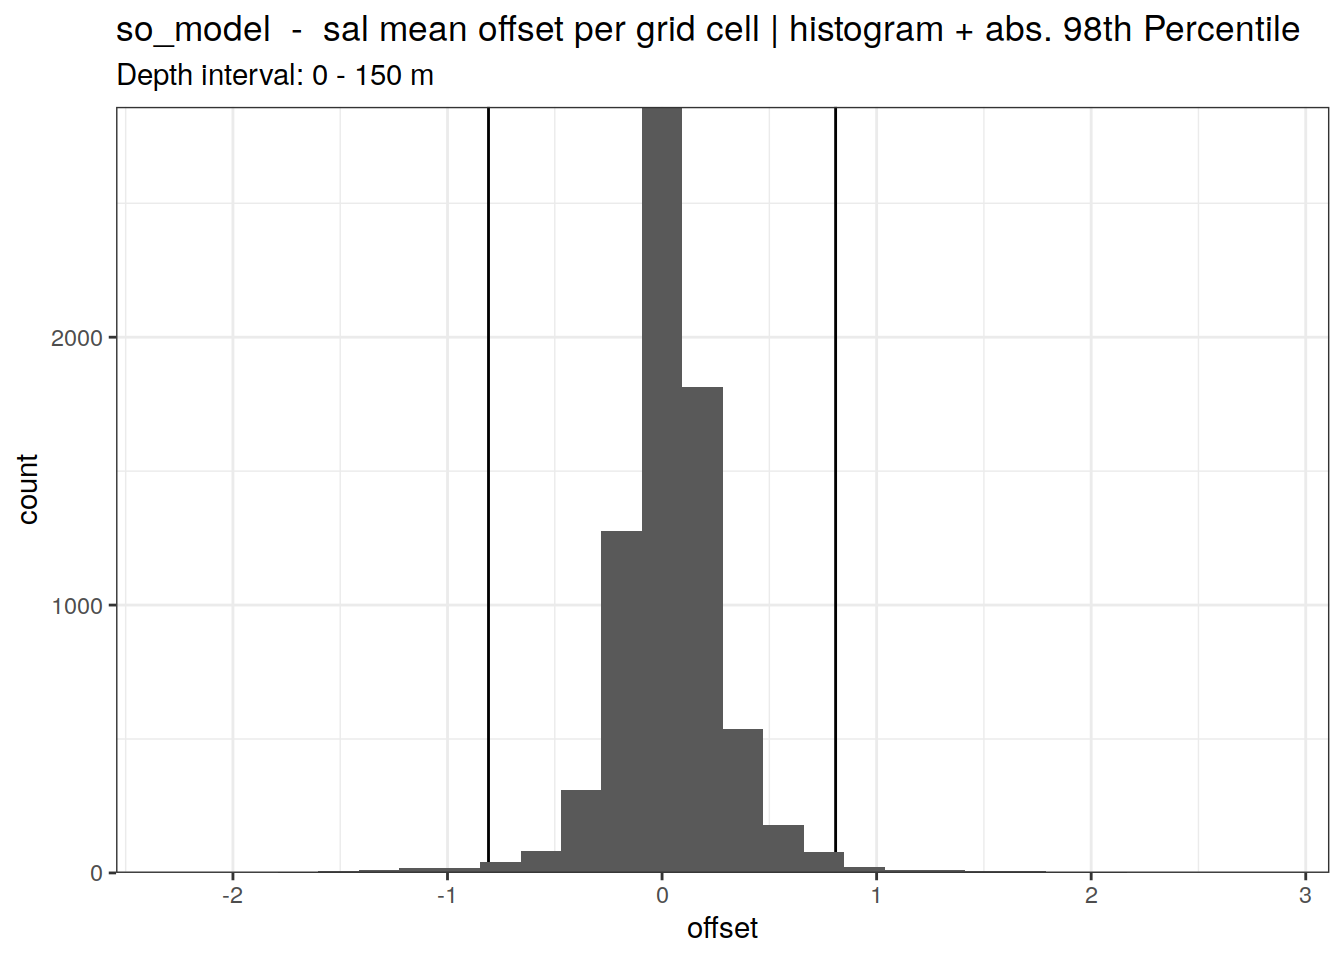 so_model  -  sal mean offset per grid cell | histogram + abs. 98th Percentile
Depth interval: 0 - 150 m
2000
1000
0
count
-2 -1 0 1 2 3
offset